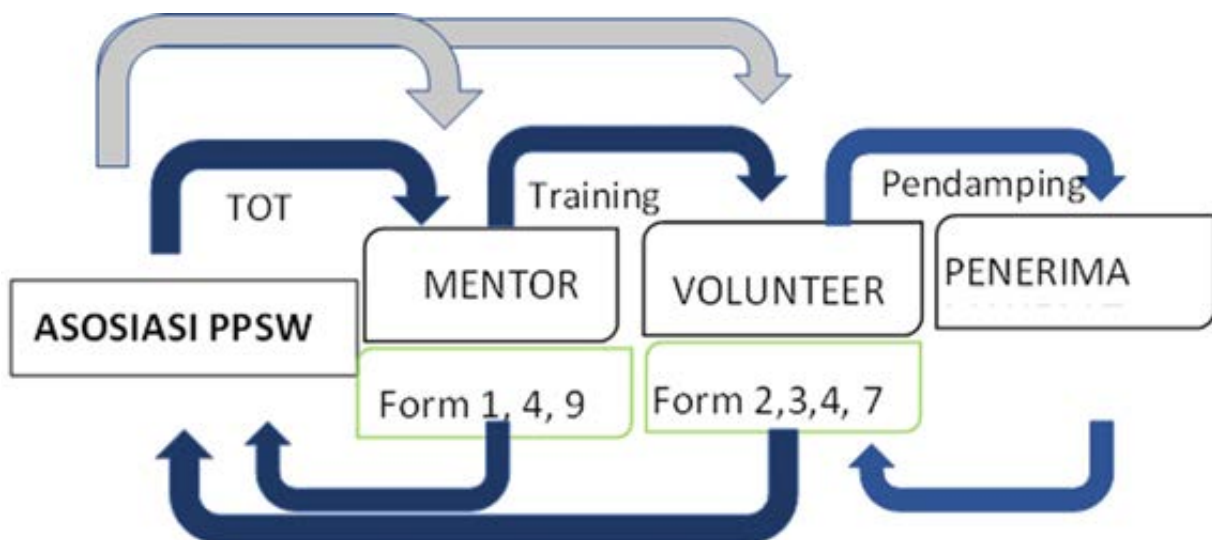 TOT
Training
Pendamping
ASOSIASI PPSW
MENTOR
VOLUNTEER
PENERIMA
Form 1, 4, 9
Form 2,3,4, 7